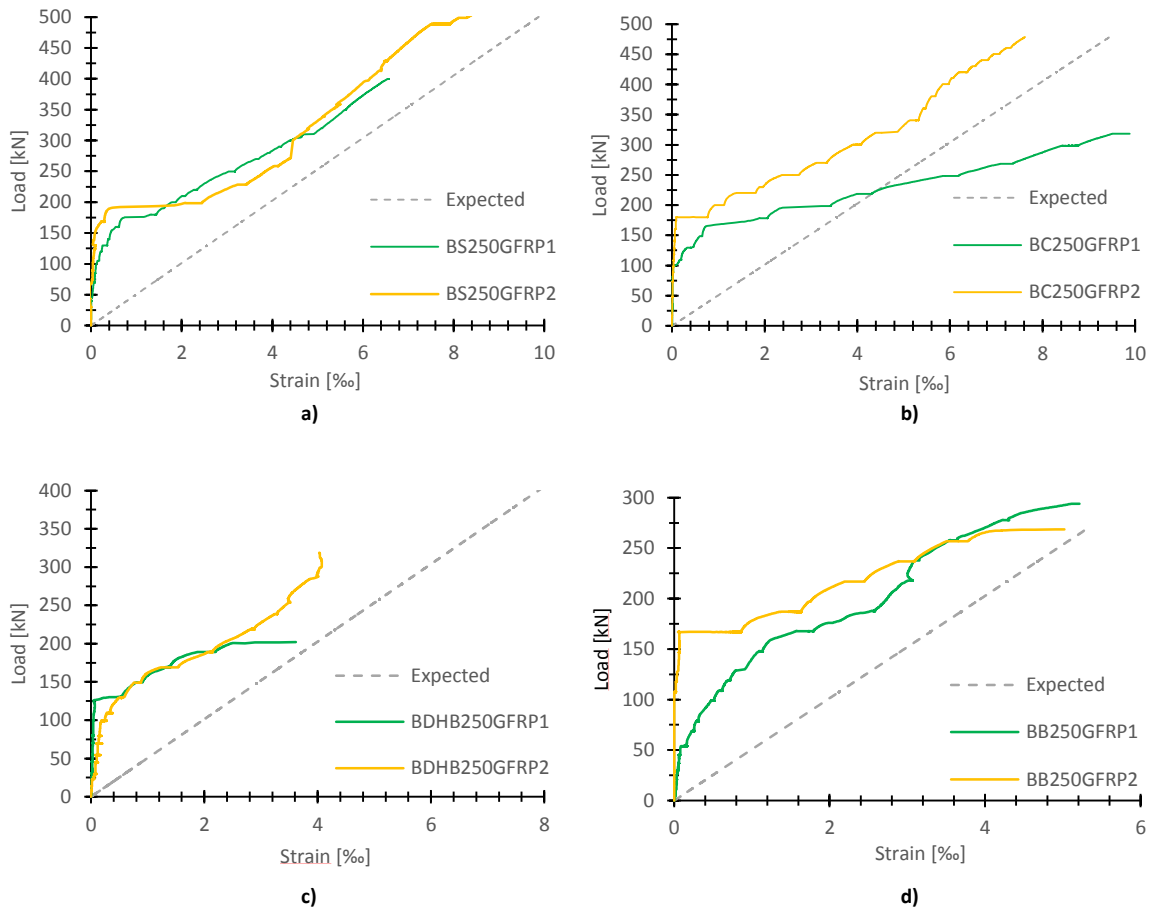 500
450
400
350
300
250
200
150
100
50
0
Load [kN]
0 2 4 6 8 10
Strain [‰]
Expected
BS250GFRP1
BS250GFRP2
a)
500
450
400
350
300
250
200
150
100
50
0
Load [kN]
0 2 4 6 8 10
Strain [‰]
Expected
BC250GFRP1
BC250GFRP2
b)
400
350
300
250
200
150
100
50
0
Load [kN]
0 2 4 6 8
Strain [‰]
Expected
BDHB250GFRP1
BDHB250GFRP2
c)
300
250
200
150
100
50
0
Load [kN]
0 2 4 6
Strain [‰]
Expected
BB250GFRP1
BB250GFRP2
d)